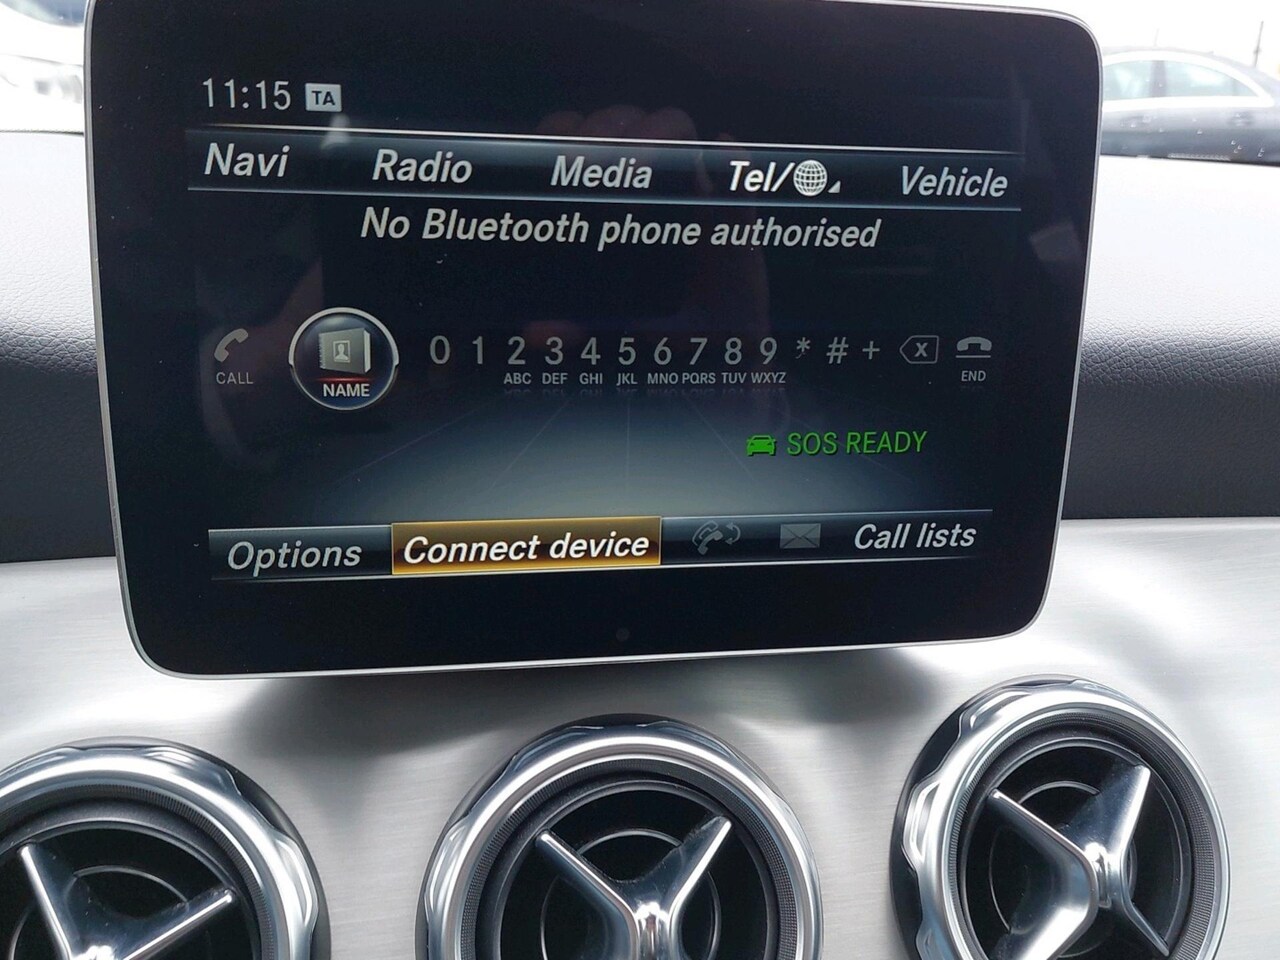 11:15 TA
Navi Radio Media Tel/ Vehicle
No Bluetooth phone authorised
CALL NAME 0 1 2 ABC 3 DEF 4 GHI 5 JKL 6 MNO 7 PQRS 8 TUV 9 WXYZ * # + X END
SOS READY
Options Connect device Call lists